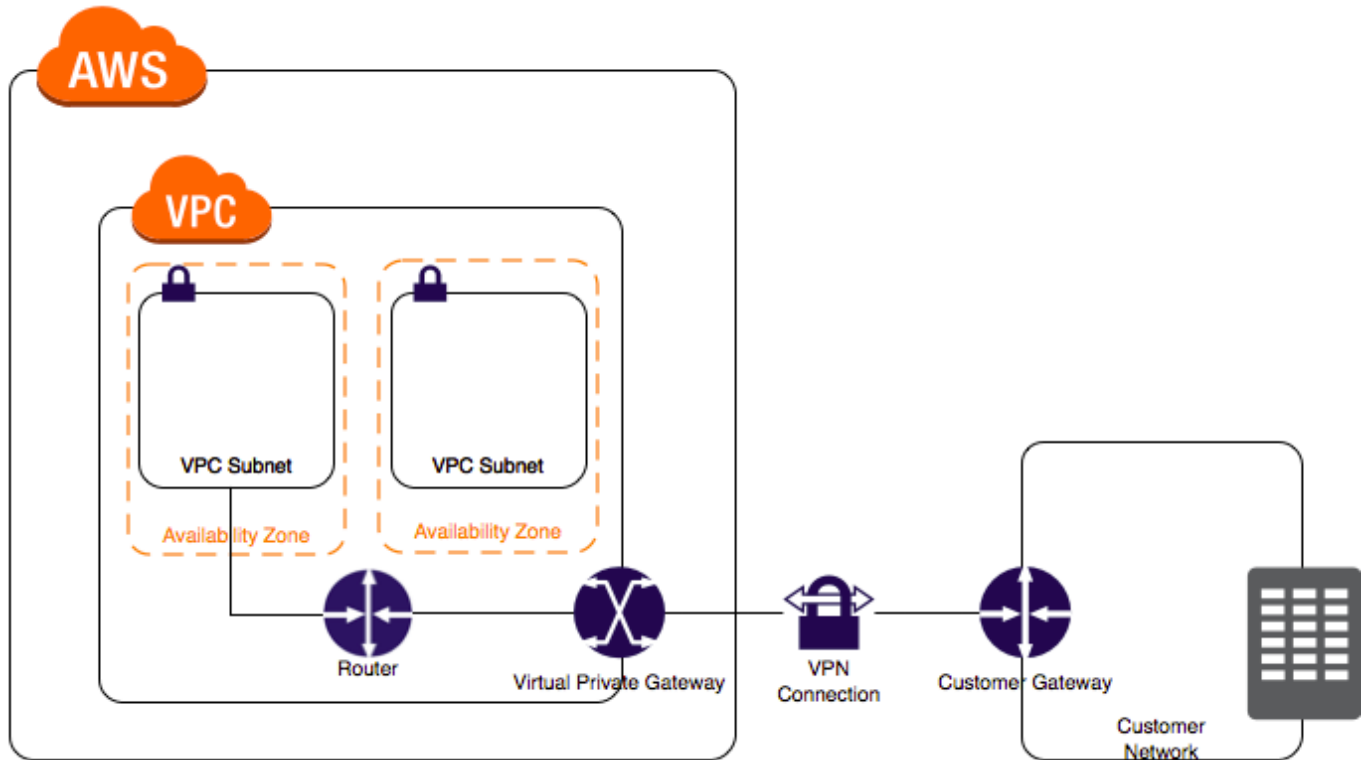 AWS
VPC
VPC Subnet
VPC Subnet
Availability Zone
Availability Zone
Router
Virtual Private Gateway
VPN
Connection
Customer Gateway
Customer
Network